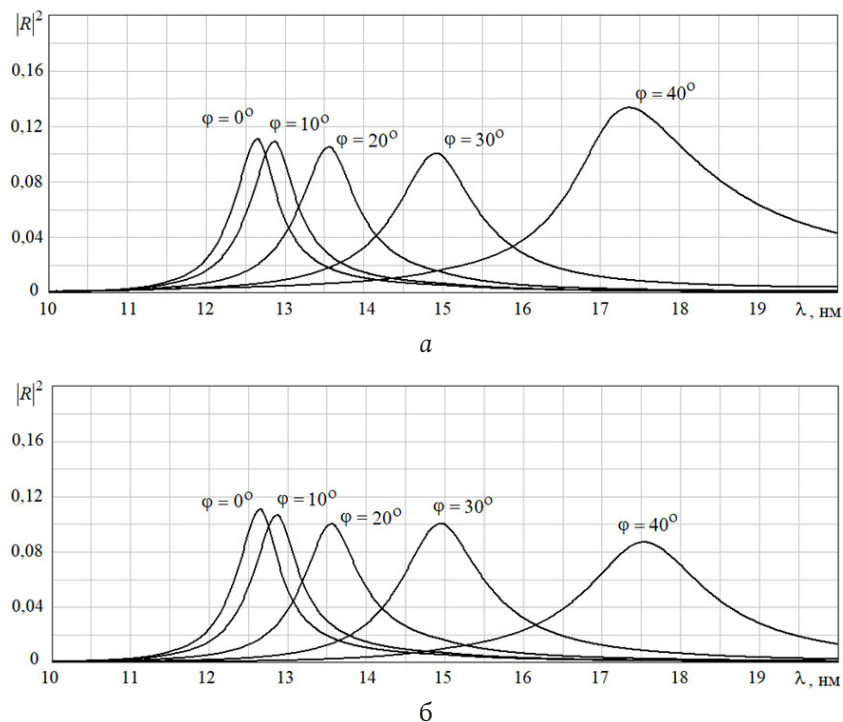 |R|²
0,16
0,12
0,08
0,04
0
φ = 0°
φ = 10°
φ = 20°
φ = 30°
φ = 40°
10 11 12 13 14 15 16 17 18 19 λ, нм
а
|R|²
0,16
0,12
0,08
0,04
0
φ = 0°
φ = 10°
φ = 20°
φ = 30°
φ = 40°
10 11 12 13 14 15 16 17 18 19 λ, нм
б